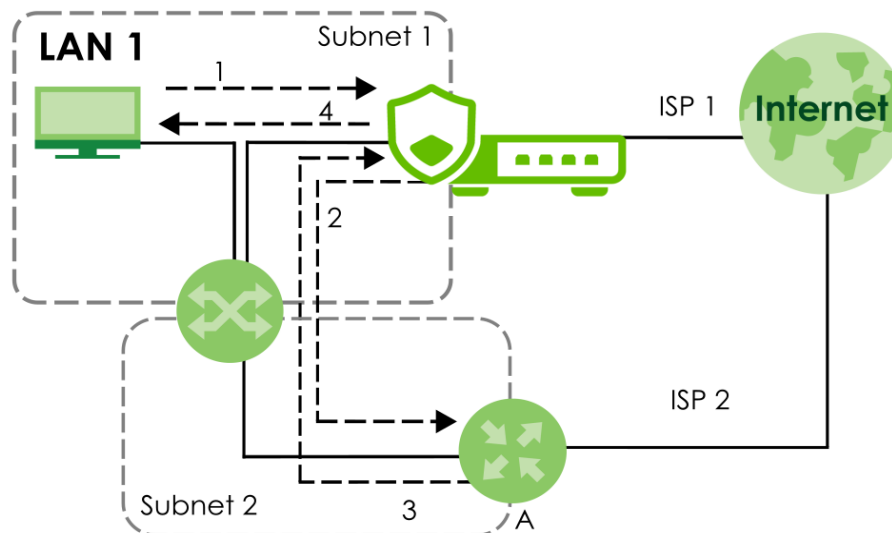 LAN 1
Subnet 1
1
4
ISP 1
Internet
2
ISP 2
Subnet 2
3
A